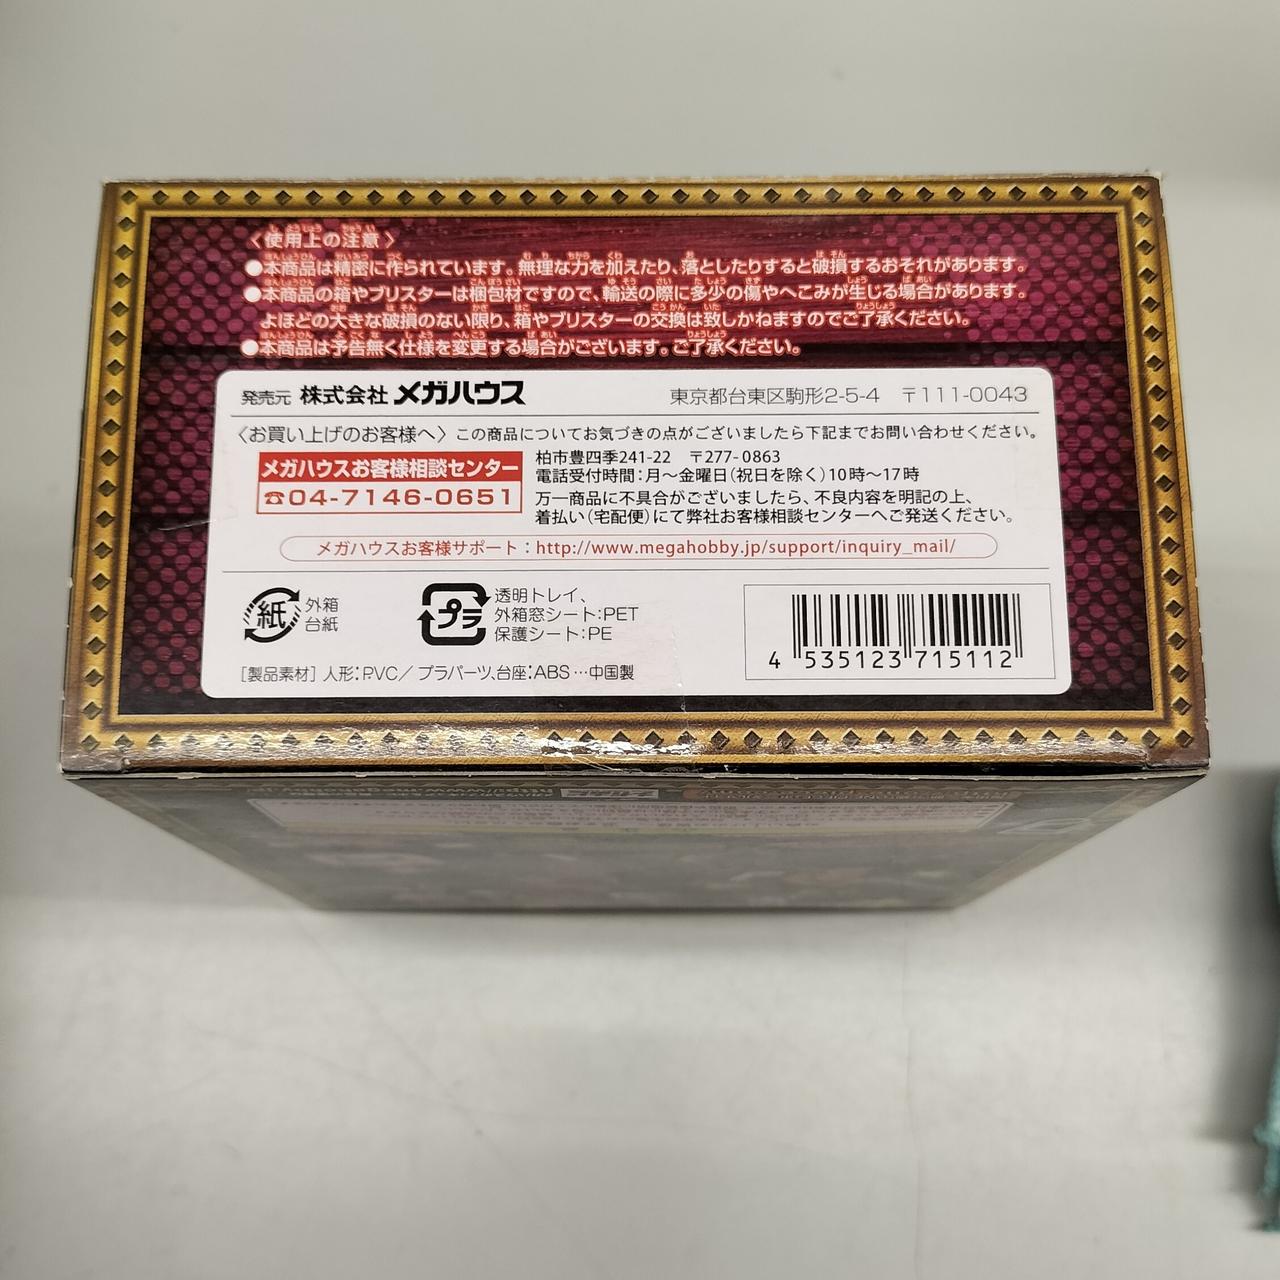 〈使用上の注意〉
●本商品は精密に作られています。無理な力を加えたり、落としたりすると破損するおそれがあります。
●本商品の箱やブリスターは梱包材ですので、輸送の際に多少の傷やへこみが生じる場合があります。
よほどの大きな破損のない限り、箱やブリスターの交換は致しかねますのでご了承ください。
●本商品は予告無く仕様を変更する場合がございます。ご了承ください。
発売元 株式会社 メガハウス 東京都台東区駒形2-5-4 〒111-0043
〈お買い上げのお客様へ〉この商品についてお気づきの点がございましたら下記までお問い合わせください。
メガハウスお客様相談センター
☎04-7146-0651
柏市豊四季241-22 〒277-0863
電話受付時間：月〜金曜日（祝日を除く）10時〜17時
万一商品に不具合がございましたら、不良内容を明記の上、
着払い（宅配便）にて弊社お客様相談センターへご発送ください。
メガハウスお客様サポート：http://www.megahobby.jp/support/inquiry_mail/
紙 外箱
台紙
プラ 透明トレイ、
外箱窓シート：PET
保護シート：PE
［製品素材］人形：PVC／プラパーツ、台座：ABS…中国製
4 535123 715112